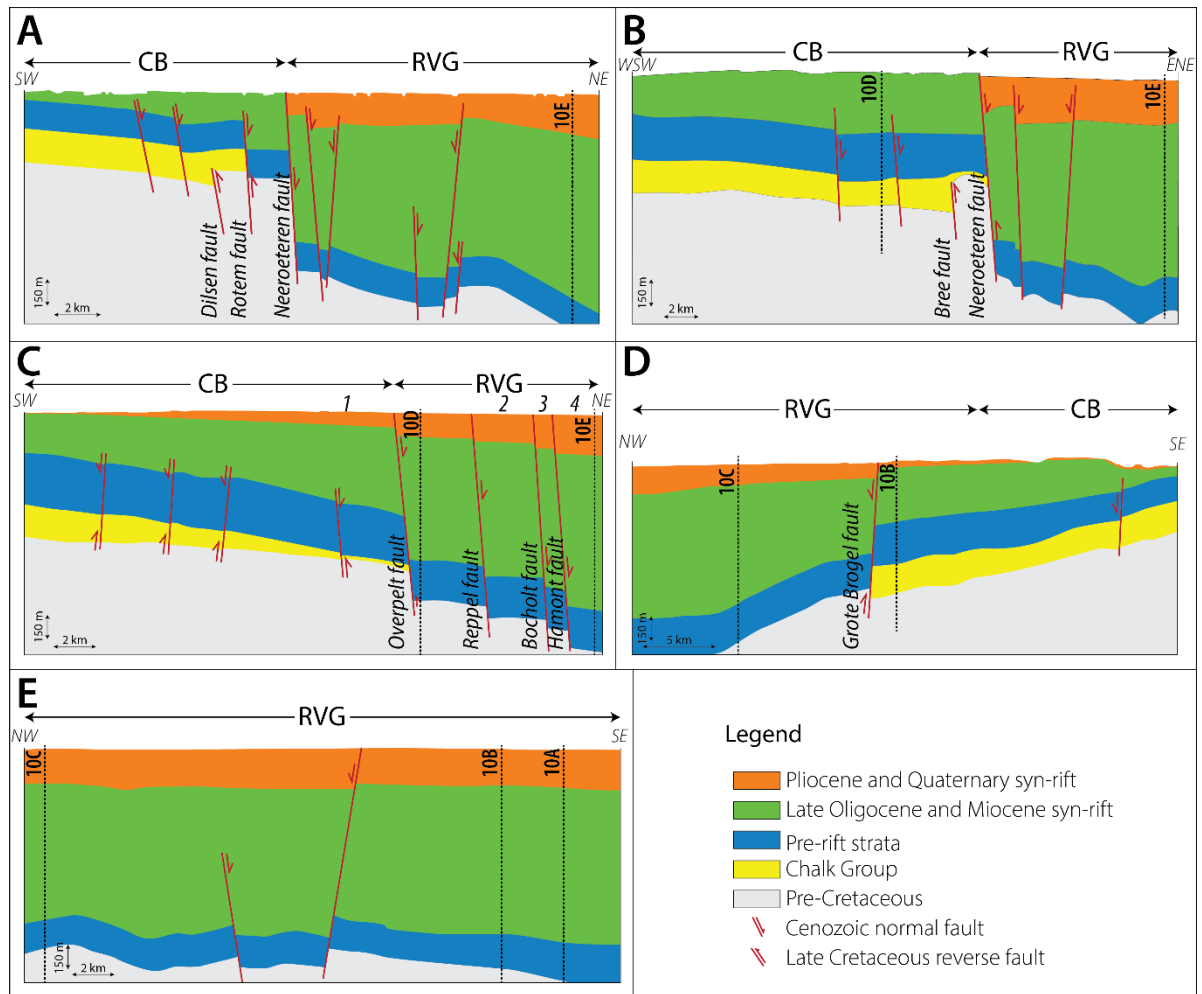 A
CB
RVG
SW
NE
10E
Dilsen fault
Rotem fault
Neeroeteren fault
150 m
2 km
B
CB
RVG
WSW
ENE
10D
10E
Bree fault
Neeroeteren fault
150 m
2 km
C
CB
RVG
SW
1
2
3
4
NE
10D
10E
Overpelt fault
Reppel fault
Bocholt fault
Hamont fault
150 m
2 km
D
RVG
CB
NW
SE
10C
10B
Grote Brogel fault
150 m
5 km
E
RVG
NW
SE
10C
10B
10A
150 m
2 km
Legend
Pliocene and Quaternary syn-rift
Late Oligocene and Miocene syn-rift
Pre-rift strata
Chalk Group
Pre-Cretaceous
Cenozoic normal fault
Late Cretaceous reverse fault